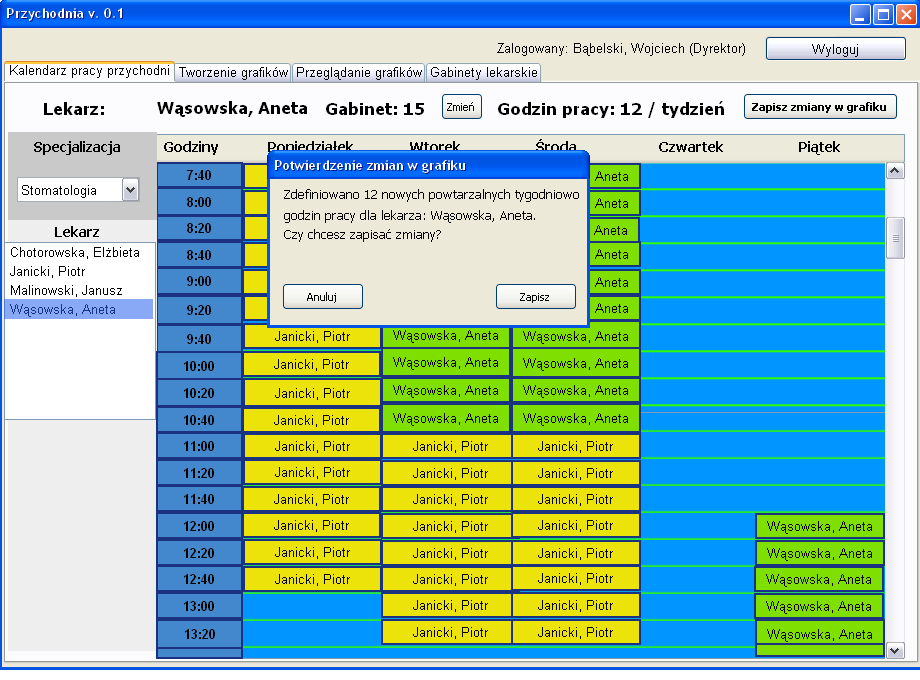 Przychodnia v. 0.1
Zalogowany: Bąbelski, Wojciech (Dyrektor) Wyloguj
Kalendarz pracy przychodni Tworzenie grafików Przeglądanie grafików Gabinety lekarskie
Lekarz: Wąsowska, Aneta Gabinet: 15 Zmień Godzin pracy: 12 / tydzień Zapisz zmiany w grafiku
Specjalizacja
Stomatologia
Lekarz
Chotorowska, Elżbieta
Janicki, Piotr
Malinowski, Janusz
Wąsowska, Aneta
Godziny Poniedziałek Wtorek Środa Czwartek Piątek
Potwierdzenie zmian w grafiku
Zdefiniowano 12 nowych powtarzalnych tygodniowo
godzin pracy dla lekarza: Wąsowska, Aneta.
Czy chcesz zapisać zmiany?
Anuluj Zapisz
7:40 Aneta
8:00 Aneta
8:20 Aneta
8:40 Aneta
9:00 Aneta
9:20 Aneta
9:40 Janicki, Piotr Wąsowska, Aneta Wąsowska, Aneta
10:00 Janicki, Piotr Wąsowska, Aneta Wąsowska, Aneta
10:20 Janicki, Piotr Wąsowska, Aneta Wąsowska, Aneta
10:40 Janicki, Piotr Wąsowska, Aneta Wąsowska, Aneta
11:00 Janicki, Piotr Janicki, Piotr Janicki, Piotr
11:20 Janicki, Piotr Janicki, Piotr Janicki, Piotr
11:40 Janicki, Piotr Janicki, Piotr Janicki, Piotr
12:00 Janicki, Piotr Janicki, Piotr Janicki, Piotr Wąsowska, Aneta
12:20 Janicki, Piotr Janicki, Piotr Janicki, Piotr Wąsowska, Aneta
12:40 Janicki, Piotr Janicki, Piotr Janicki, Piotr Wąsowska, Aneta
13:00 Janicki, Piotr Janicki, Piotr Wąsowska, Aneta
13:20 Janicki, Piotr Janicki, Piotr Wąsowska, Aneta